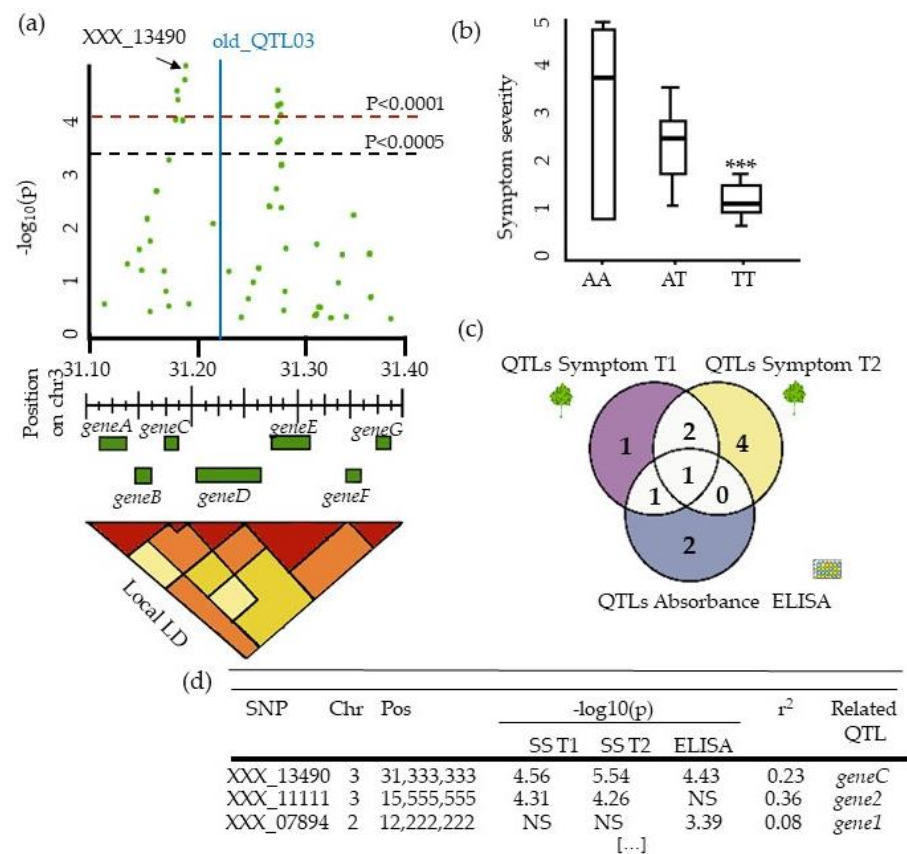 (a)
XXX_13490
old_QTL03
P<0.0001
P<0.0005
-log10(p)
4
3
2
1
0
31.10 31.20 31.30 31.40
Position
on chr3
geneA geneC geneE geneG
geneB geneD geneF
Local LD
(b)
Symptom severity
5
4
3
2
1
0
***
AA AT TT
(c)
QTLs Symptom T1 QTLs Symptom T2
1 2 4
1
1 0
2
QTLs Absorbance ELISA
(d)
SNP Chr Pos -log10(p) r2 Related
QTL
SS T1 SS T2 ELISA
XXX_13490 3 31,333,333 4.56 5.54 4.43 0.23 geneC
XXX_11111 3 15,555,555 4.31 4.26 NS 0.36 gene2
XXX_07894 2 12,222,222 NS NS 3.39 0.08 gene1
[...]